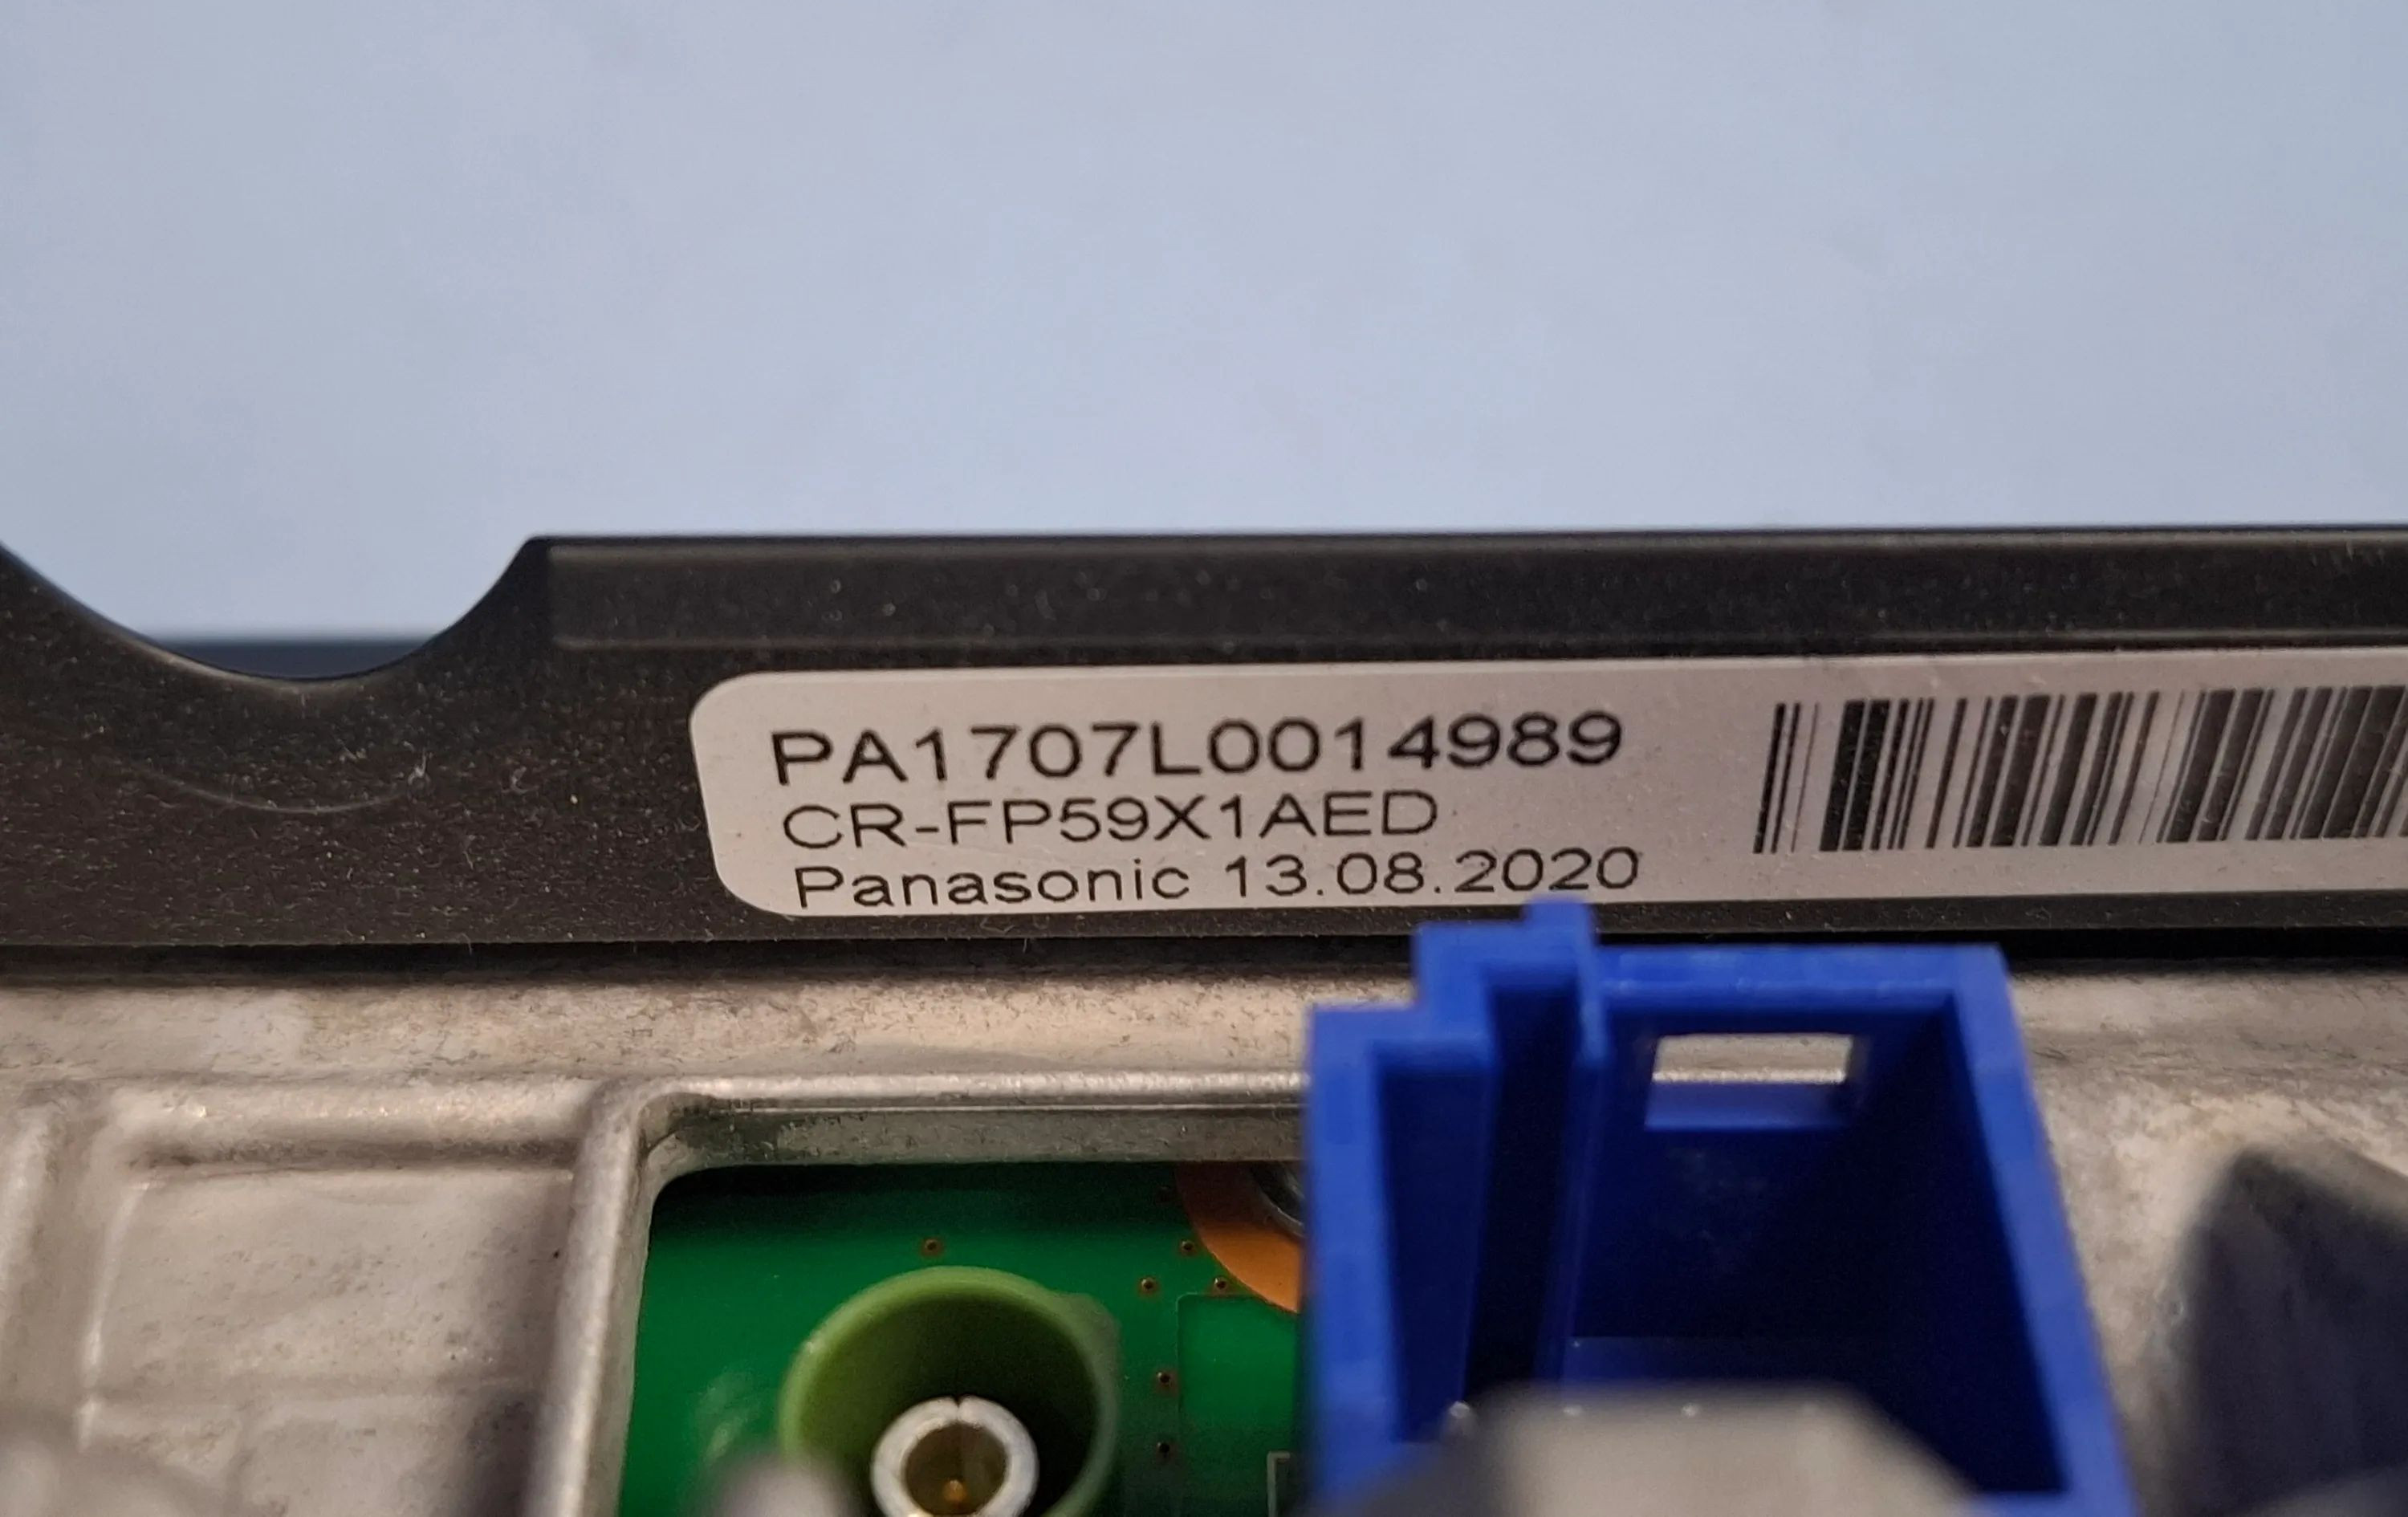 PA1707L0014989
CR-FP59X1AED
Panasonic 13.08.2020